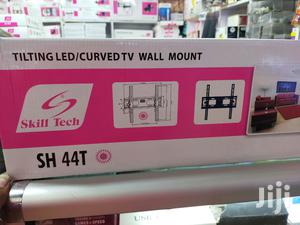 TILTING LED/CURVED TV WALL MOUNT
S
Skill Tech
SH 44T
Jiji